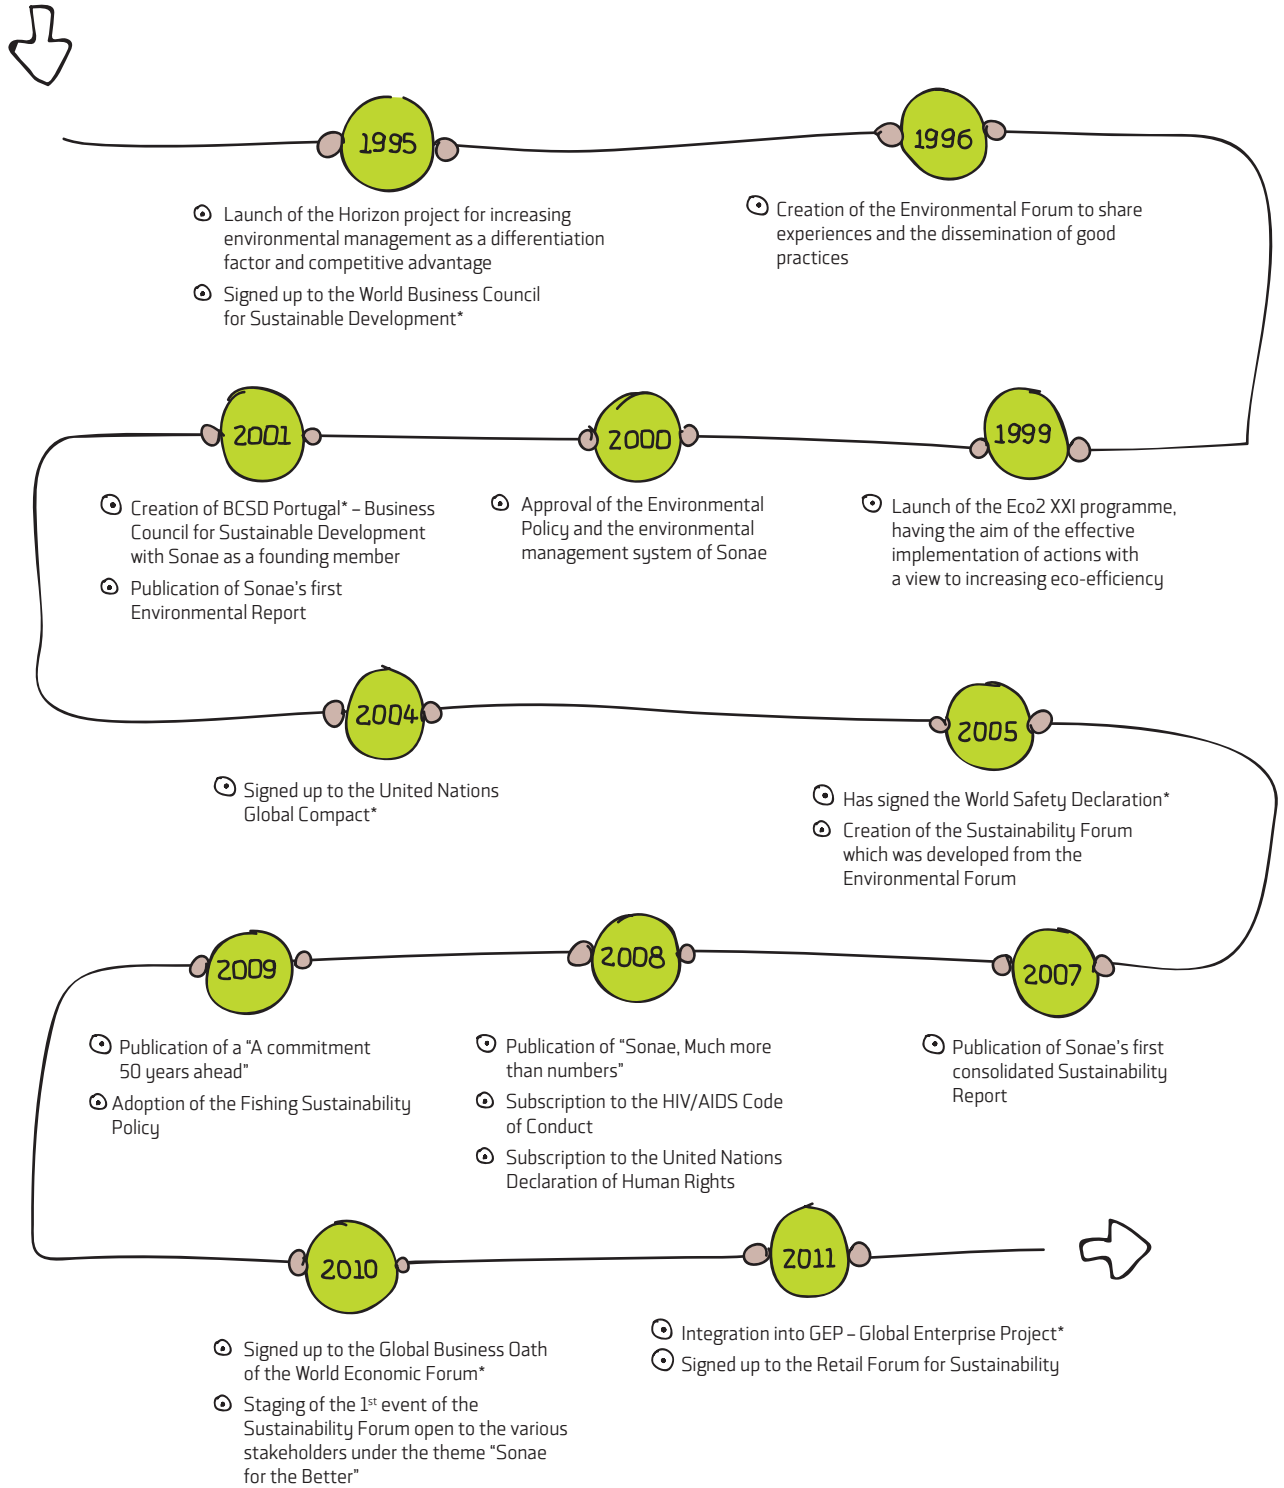 1995
Launch of the Horizon project for increasing
environmental management as a differentiation
factor and competitive advantage
Signed up to the World Business Council
for Sustainable Development*
1996
Creation of the Environmental Forum to share
experiences and the dissemination of good
practices
1999
Launch of the Eco2 XXI programme,
having the aim of the effective
implementation of actions with
a view to increasing eco-efficiency
2000
Approval of the Environmental
Policy and the environmental
management system of Sonae
2001
Creation of BCSD Portugal* – Business
Council for Sustainable Development
with Sonae as a founding member
Publication of Sonae's first
Environmental Report
2004
Signed up to the United Nations
Global Compact*
2005
Has signed the World Safety Declaration*
Creation of the Sustainability Forum
which was developed from the
Environmental Forum
2007
Publication of Sonae's first
consolidated Sustainability
Report
2008
Publication of “Sonae, Much more
than numbers”
Subscription to the HIV/AIDS Code
of Conduct
Subscription to the United Nations
Declaration of Human Rights
2009
Publication of a “A commitment
50 years ahead”
Adoption of the Fishing Sustainability
Policy
2010
Signed up to the Global Business Oath
of the World Economic Forum*
Staging of the 1st event of the
Sustainability Forum open to the various
stakeholders under the theme “Sonae
for the Better”
2011
Integration into GEP – Global Enterprise Project*
Signed up to the Retail Forum for Sustainability